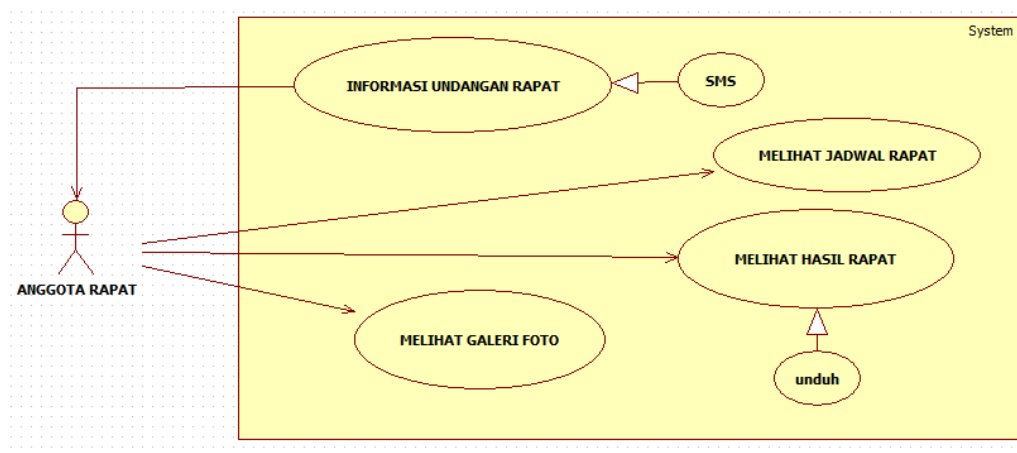 System
INFORMASI UNDANGAN RAPAT
SMS
MELIHAT JADWAL RAPAT
MELIHAT HASIL RAPAT
ANGGOTA RAPAT
MELIHAT GALERI FOTO
unduh